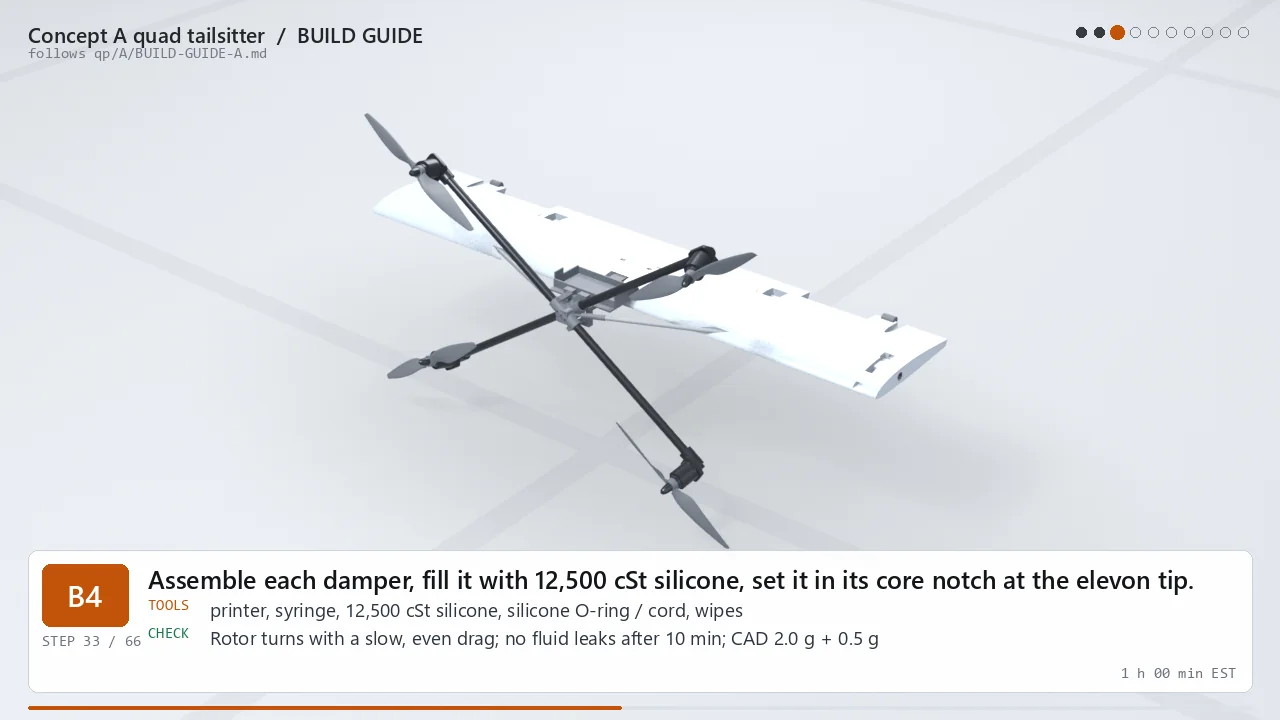 Concept A quad tailsitter / BUILD GUIDE
follows qp/A/BUILD-GUIDE-A.md
B4
Assemble each damper, fill it with 12,500 cSt silicone, set it in its core notch at the elevon tip.
TOOLS printer, syringe, 12,500 cSt silicone, silicone O-ring / cord, wipes
STEP 33 / 66
CHECK Rotor turns with a slow, even drag; no fluid leaks after 10 min; CAD 2.0 g + 0.5 g
1 h 00 min EST